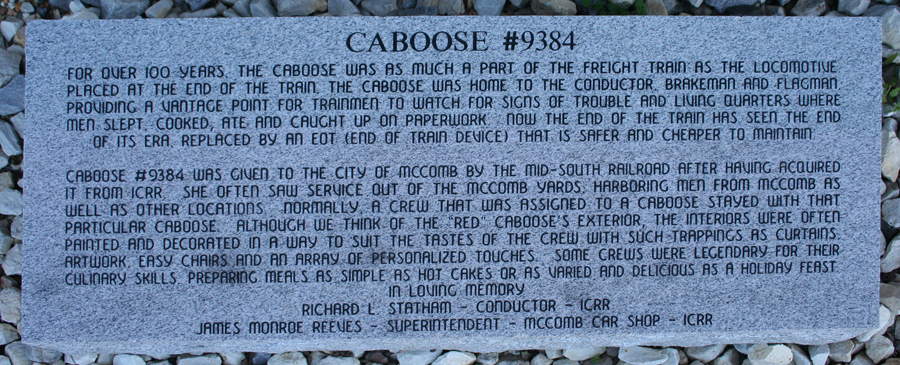 CABOOSE #9384
FOR OVER 100 YEARS, THE CABOOSE WAS AS MUCH A PART OF THE FREIGHT TRAIN AS THE LOCOMOTIVE
PLACED AT THE END OF THE TRAIN, THE CABOOSE WAS HOME TO THE CONDUCTOR, BRAKEMAN AND FLAGMAN,
PROVIDING A VANTAGE POINT FOR TRAINMEN TO WATCH FOR SIGNS OF TROUBLE AND LIVING QUARTERS WHERE
MEN SLEPT, COOKED, ATE AND CAUGHT UP ON PAPERWORK. NOW THE END OF THE TRAIN HAS SEEN THE END
OF ITS ERA, REPLACED BY AN EOT (END OF TRAIN DEVICE) THAT IS SAFER AND CHEAPER TO MAINTAIN
CABOOSE #9384 WAS GIVEN TO THE CITY OF MCCOMB BY THE MID-SOUTH RAILROAD AFTER HAVING ACQUIRED
IT FROM ICRR. SHE OFTEN SAW SERVICE OUT OF THE MCCOMB YARDS, HARBORING MEN FROM MCCOMB AS
WELL AS OTHER LOCATIONS. NORMALLY, A CREW THAT WAS ASSIGNED TO A CABOOSE STAYED WITH THAT
PARTICULAR CABOOSE. ALTHOUGH WE THINK OF THE "RED" CABOOSE'S EXTERIOR, THE INTERIORS WERE OFTEN
PAINTED AND DECORATED IN A WAY TO SUIT THE TASTES OF THE CREW WITH SUCH TRAPPINGS AS CURTAINS,
ARTWORK, EASY CHAIRS AND AN ARRAY OF PERSONALIZED TOUCHES. SOME CREWS WERE LEGENDARY FOR THEIR
CULINARY SKILLS, PREPARING MEALS AS SIMPLE AS HOT CAKES OR AS VARIED AND DELICIOUS AS A HOLIDAY FEAST.
IN LOVING MEMORY
RICHARD L. STATHAM - CONDUCTOR - ICRR
JAMES MONROE REEVES - SUPERINTENDENT - MCCOMB CAR SHOP - ICRR